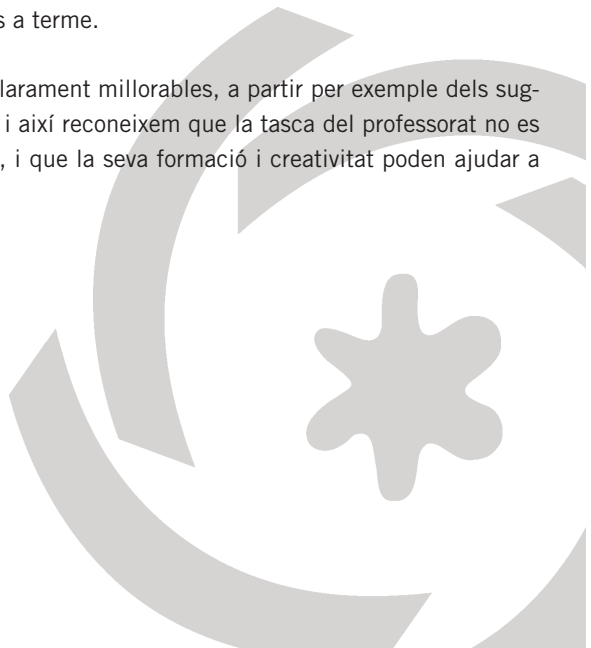 s a terme.
larament millorables, a partir per exemple dels sug-
i així reconeixem que la tasca del professorat no es
, i que la seva formació i creativitat poden ajudar a